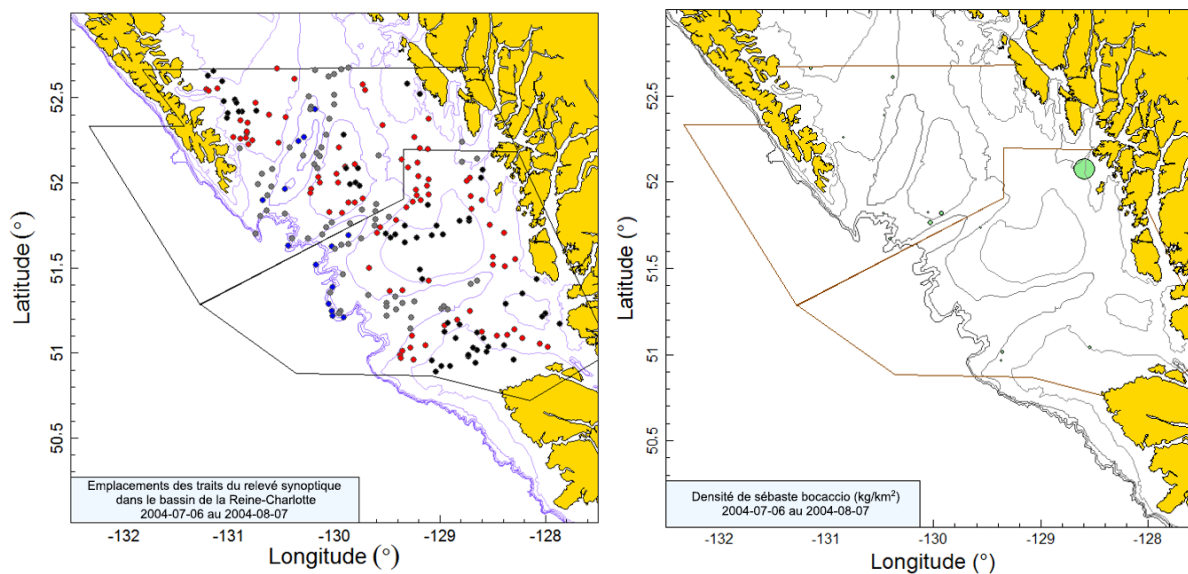 Latitude (°)
52.5
52
51.5
51
50.5
Emplacements des traits du relevé synoptique
dans le bassin de la Reine-Charlotte
2004-07-06 au 2004-08-07
-132
-131
-130
-129
-128
Longitude (°)
Latitude (°)
52.5
52
51.5
51
50.5
Densité de sébaste bocaccio (kg/km²)
2004-07-06 au 2004-08-07
-132
-131
-130
-129
-128
Longitude (°)